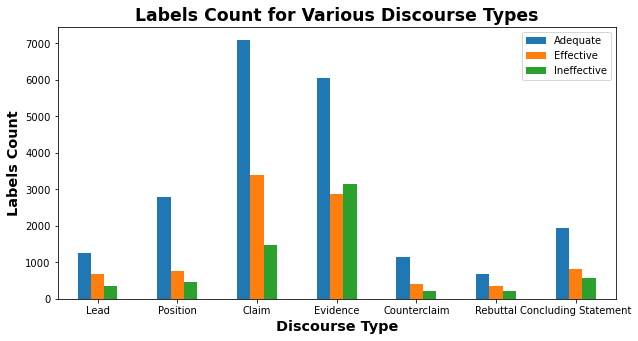 Labels Count for Various Discourse Types
Adequate
Effective
Ineffective
Labels Count
7000
6000
5000
4000
3000
2000
1000
0
Lead Position Claim Evidence Counterclaim Rebuttal Concluding Statement
Discourse Type